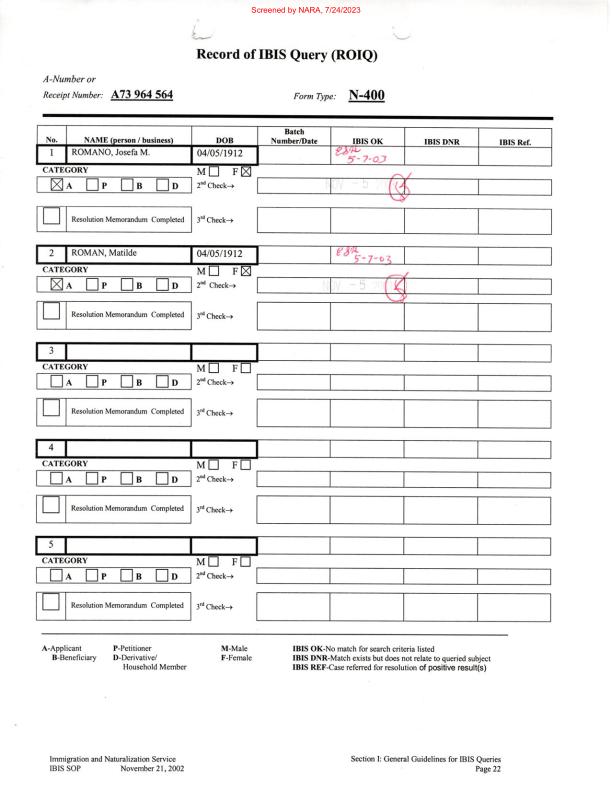 Screened by NARA, 7/24/2023
Record of IBIS Query (ROIQ)
A-Number or
Receipt Number: A73 964 564 Form Type: N-400
No. NAME (person / business) DOB Batch Number/Date IBIS OK IBIS DNR IBIS Ref.
1 ROMANO, Josefa M. 04/05/1912
5-7-03
CATEGORY M F
A P B D 2nd Check→ NOV - 5
Resolution Memorandum Completed 3rd Check→
2 ROMAN, Matilde 04/05/1912
5-7-03
CATEGORY M F
A P B D 2nd Check→ NOV - 5
Resolution Memorandum Completed 3rd Check→
3
CATEGORY M F
A P B D 2nd Check→
Resolution Memorandum Completed 3rd Check→
4
CATEGORY M F
A P B D 2nd Check→
Resolution Memorandum Completed 3rd Check→
5
CATEGORY M F
A P B D 2nd Check→
Resolution Memorandum Completed 3rd Check→
A-Applicant P-Petitioner M-Male IBIS OK-No match for search criteria listed
B-Beneficiary D-Derivative/ F-Female IBIS DNR-Match exists but does not relate to queried subject
Household Member IBIS REF-Case referred for resolution of positive result(s)
Immigration and Naturalization Service Section I: General Guidelines for IBIS Queries
IBIS SOP November 21, 2002 Page 22